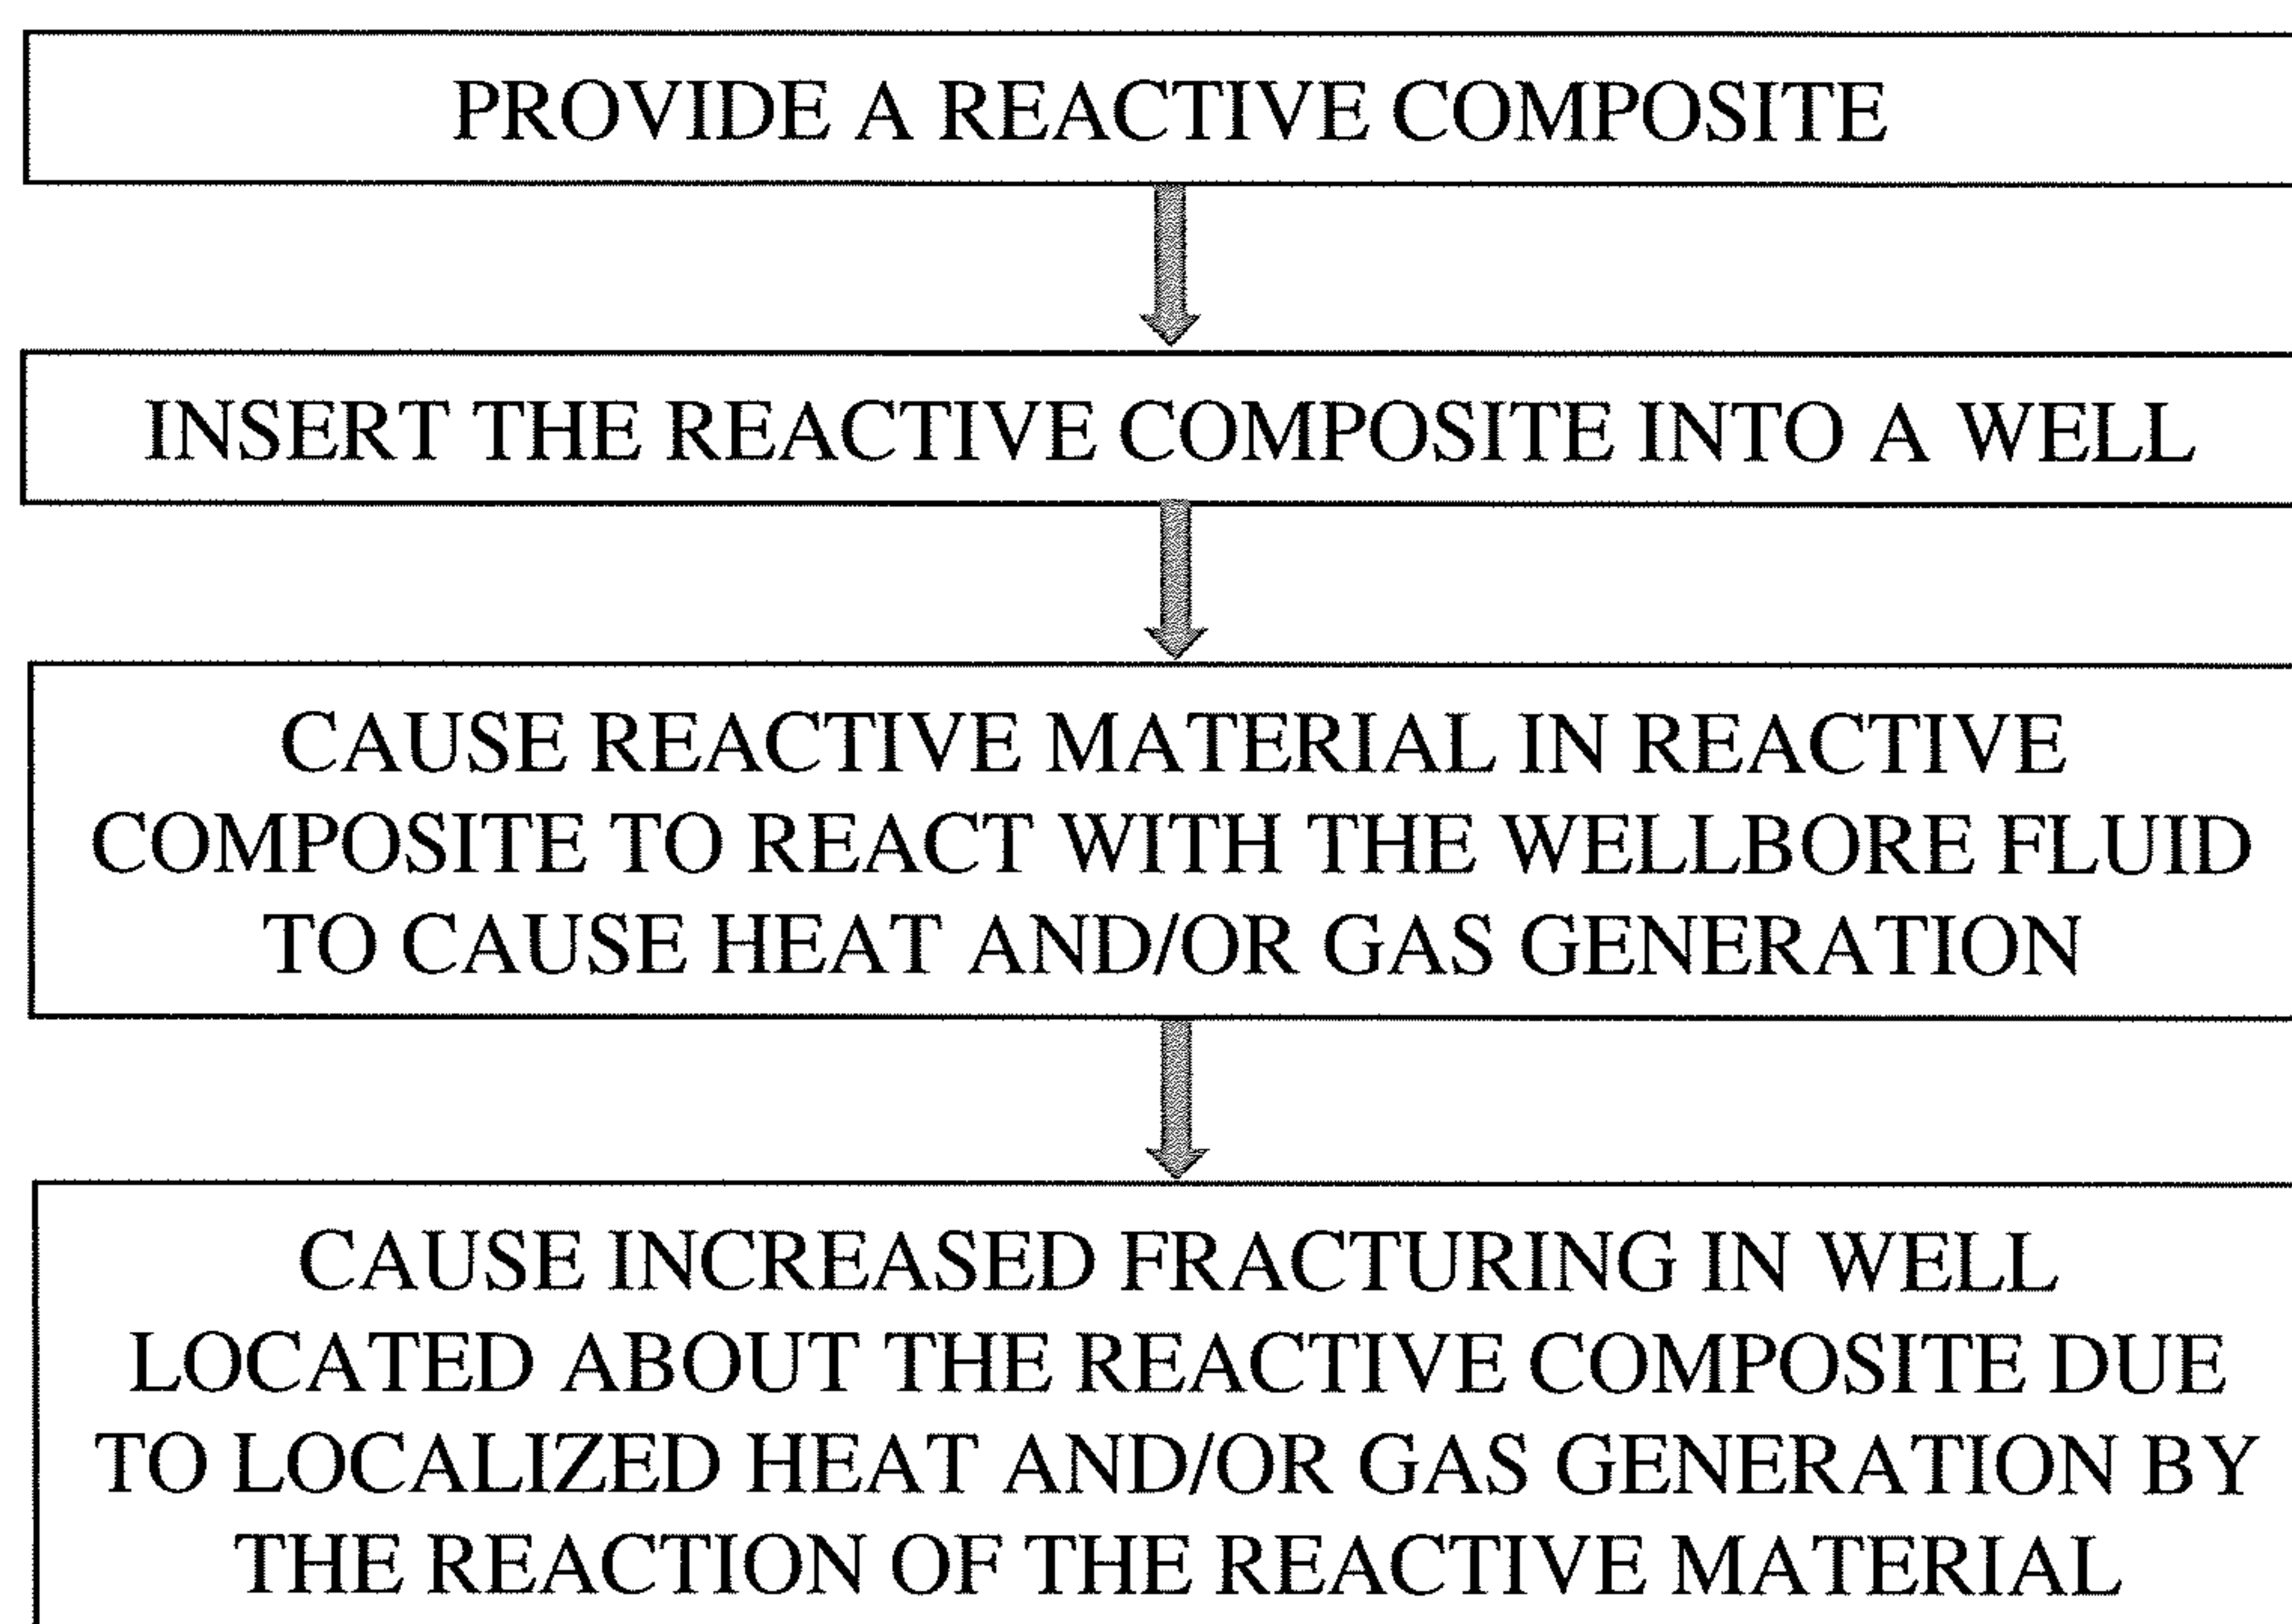 PROVIDE A REACTIVE COMPOSITE
INSERT THE REACTIVE COMPOSITE INTO A WELL
CAUSE REACTIVE MATERIAL IN REACTIVE
COMPOSITE TO REACT WITH THE WELLBORE FLUID
TO CAUSE HEAT AND/OR GAS GENERATION
CAUSE INCREASED FRACTURING IN WELL
LOCATED ABOUT THE REACTIVE COMPOSITE DUE
TO LOCALIZED HEAT AND/OR GAS GENERATION BY
THE REACTION OF THE REACTIVE MATERIAL